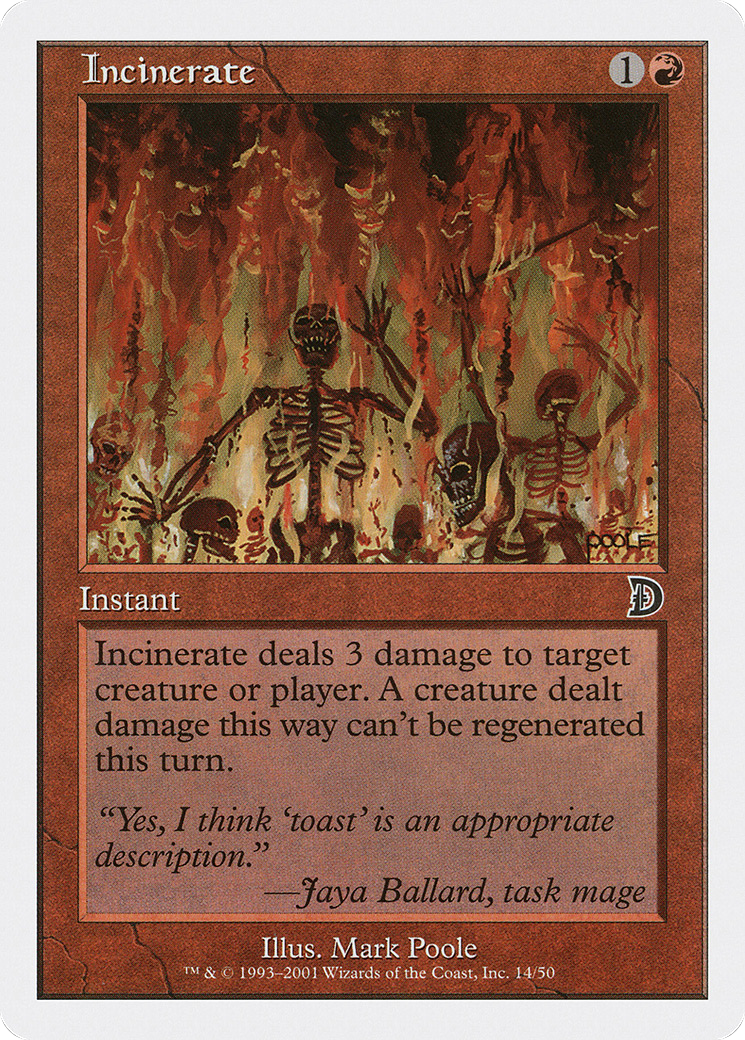 Incinerate
1
POOLE
Instant
D
Incinerate deals 3 damage to target
creature or player. A creature dealt
damage this way can't be regenerated
this turn.
“Yes, I think ‘toast’ is an appropriate
description.”
—Jaya Ballard, task mage
Illus. Mark Poole
™ & © 1993–2001 Wizards of the Coast, Inc. 14/50